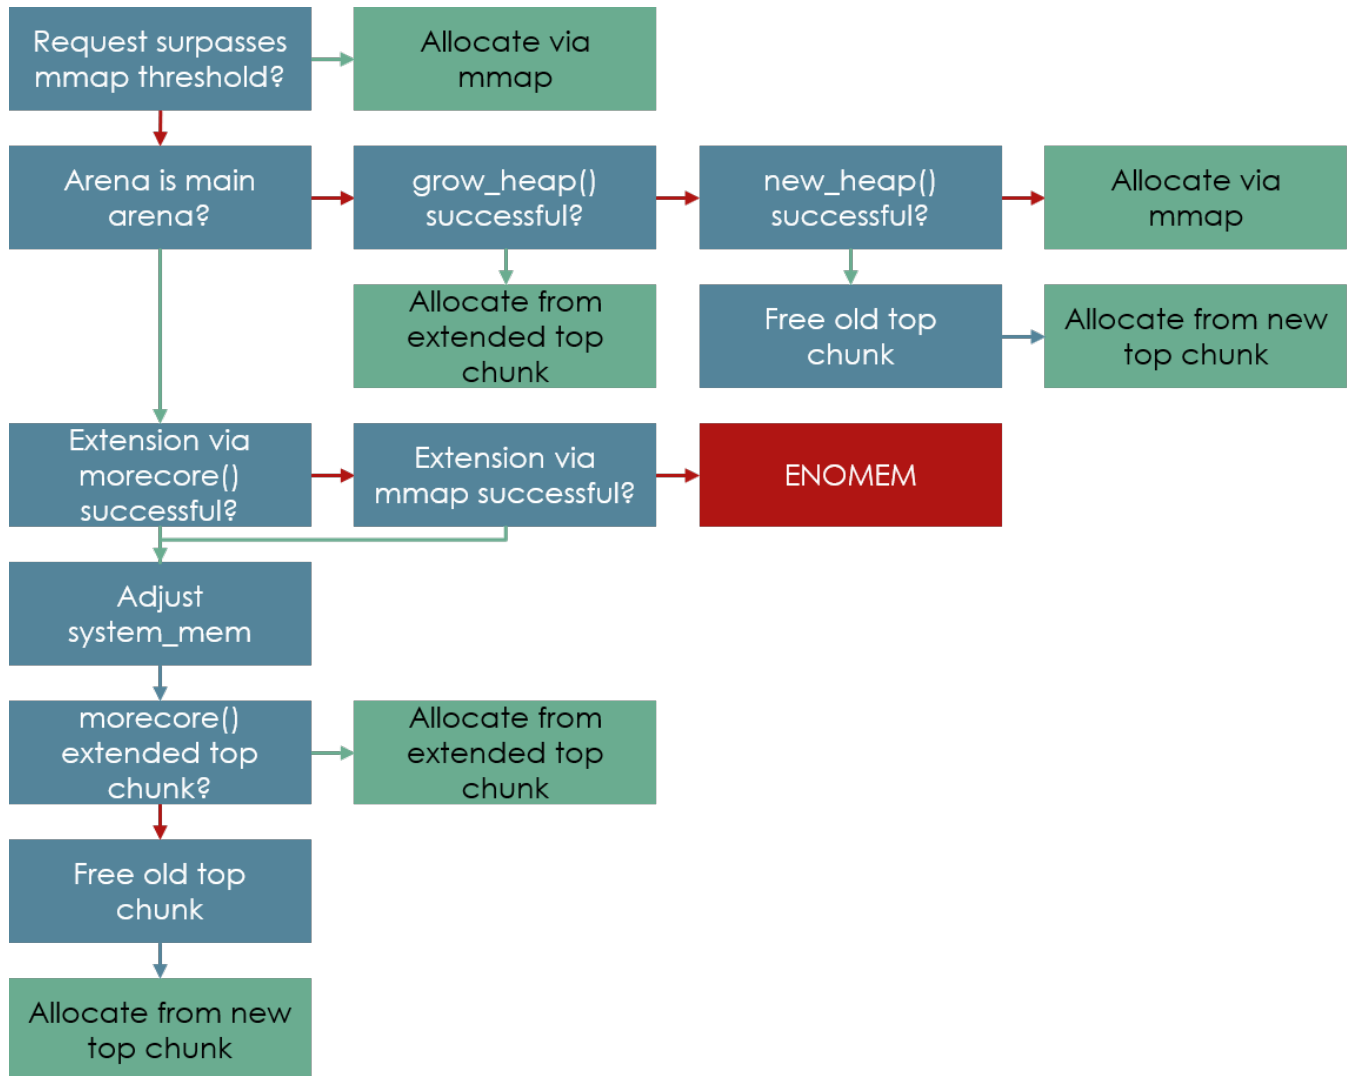 Request surpasses
mmap threshold?
Allocate via
mmap
Arena is main
arena?
grow_heap()
successful?
new_heap()
successful?
Allocate via
mmap
Allocate from
extended top
chunk
Free old top
chunk
Allocate from new
top chunk
Extension via
morecore()
successful?
Extension via
mmap successful?
ENOMEM
Adjust
system_mem
morecore()
extended top
chunk?
Allocate from
extended top
chunk
Free old top
chunk
Allocate from new
top chunk